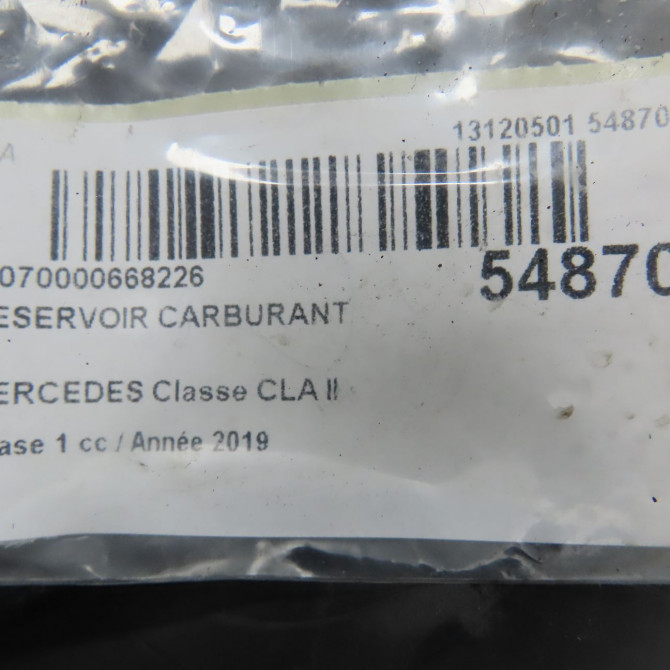 A
13120501 54870
070000668226
54870
ESERVOIR CARBURANT
ERCEDES Classe CLA II
ase 1 cc / Année 2019